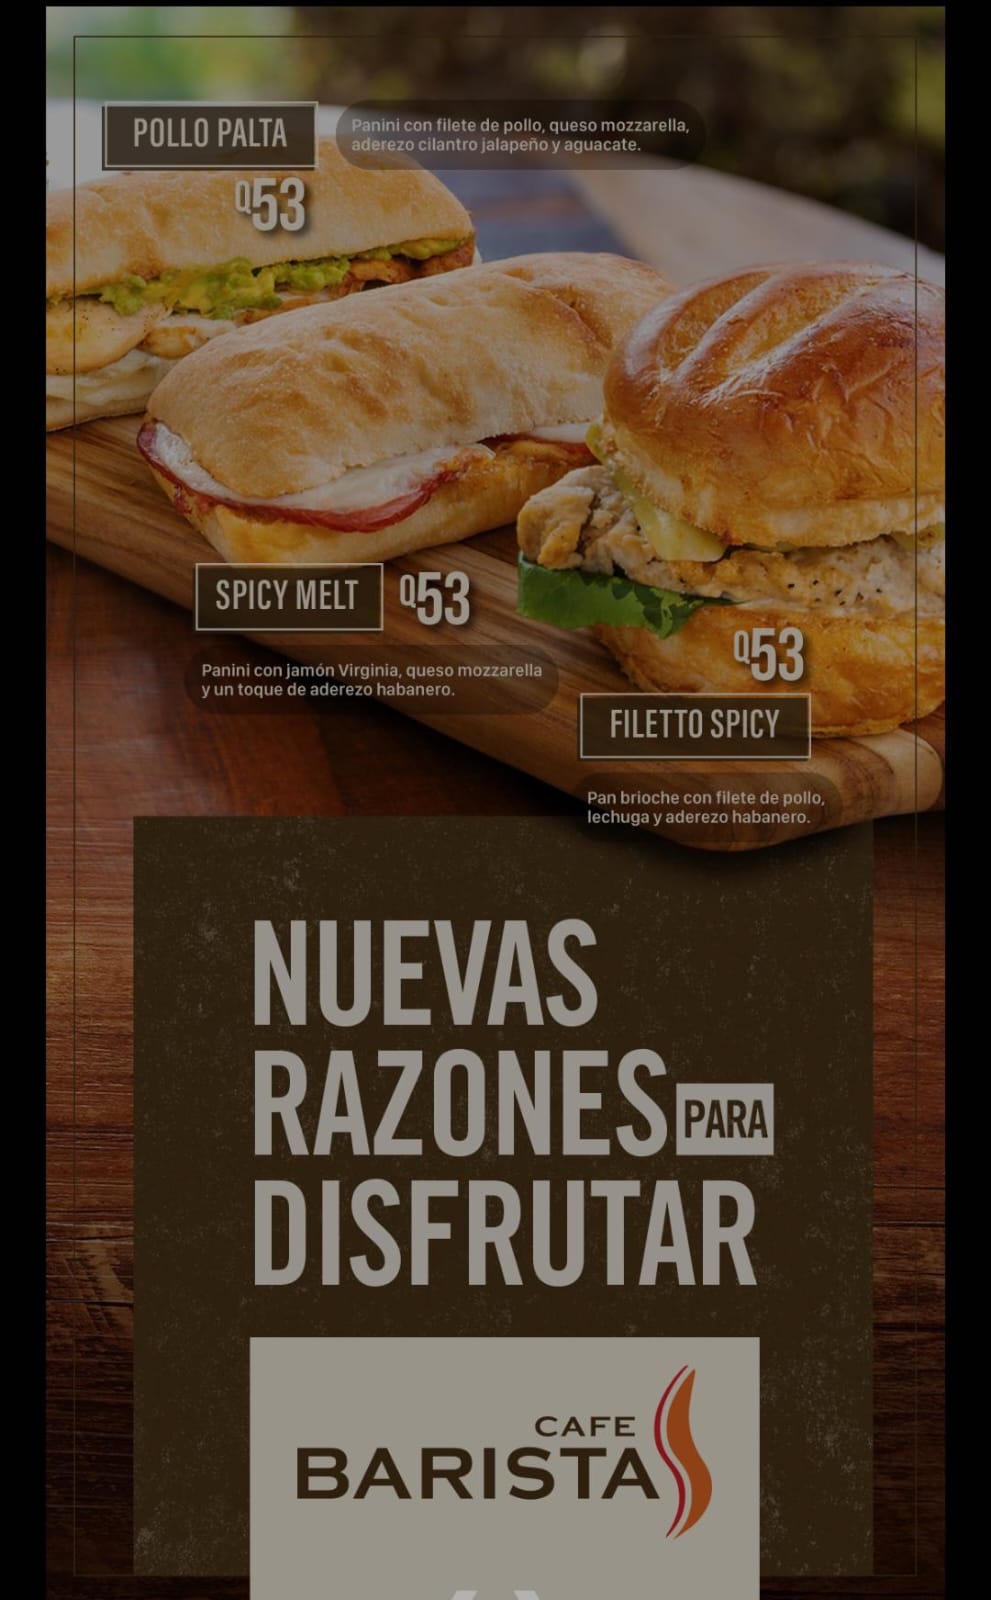 POLLO PALTA
Panini con filete de pollo, queso mozzarella,
aderezo cilantro jalapeño y aguacate.
Q53
SPICY MELT
Q53
Panini con jamón Virginia, queso mozzarella
y un toque de aderezo habanero.
Q53
FILETTO SPICY
Pan brioche con filete de pollo,
lechuga y aderezo habanero.
NUEVAS
RAZONES PARA
DISFRUTAR
CAFE
BARISTA